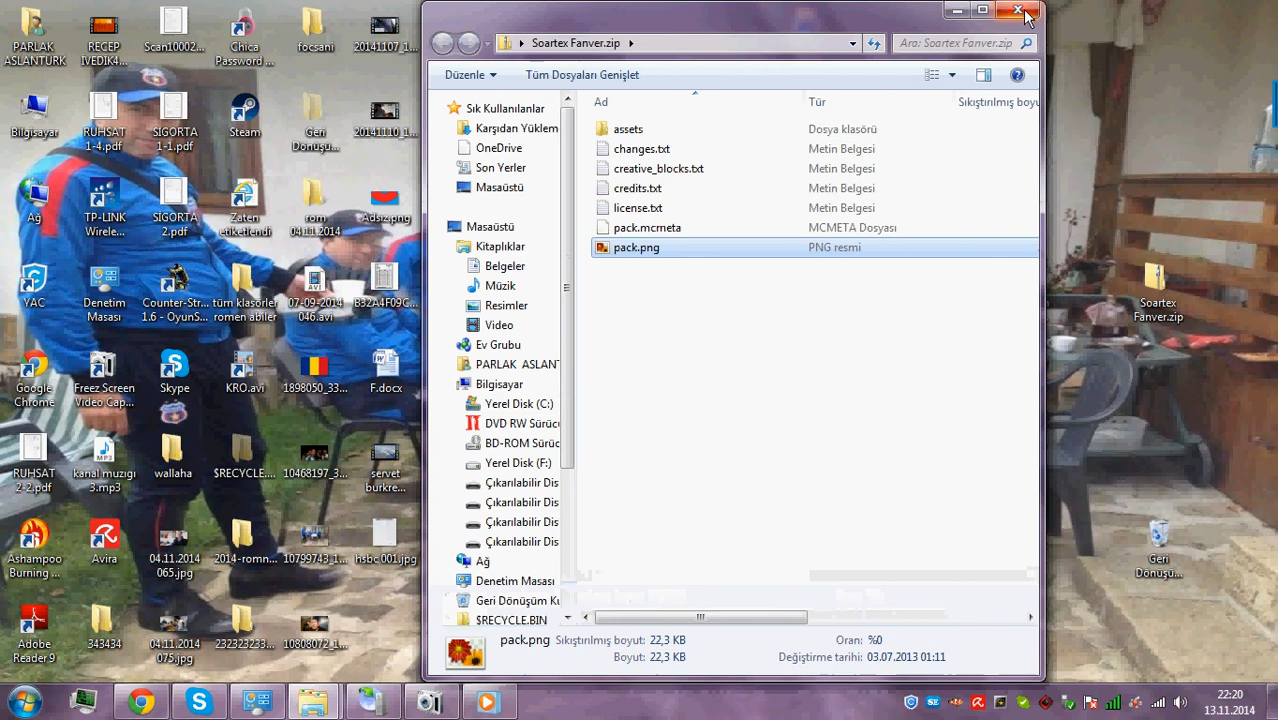 PARLAK
ASLANTÜRK
RECEP
IVEDIK4...
Scan10002...
Chica
Password ...
focsani
20141107_1...
Bilgisayar
RUHSAT
1-4.pdf
SİGORTA
1-1.pdf
Steam
Geri
Dönüşü...
20141110_1...
Ağ
TP-LINK
Wirele...
SİGORTA
2.pdf
Zaten
etiketlendi
rom
04.11.2014
Adsız.png
YAC
Denetim
Masası
Counter-Str...
1.6 - OyunS...
tüm klasörler
romen abiler
07-09-2014
046.avi
B32A4F09C...
Google
Chrome
Freez Screen
Video Cap...
Skype
KRO.avi
1898050_33...
F.docx
RUHSAT
2-2.pdf
kanal muzıgı
3.mp3
wallaha
$RECYCLE....
10468197_3...
servet
burkre...
Ashampoo
Burning ...
Avira
04.11.2014
065.jpg
2014-romn...
10799743_1...
hsbc 001.jpg
Adobe
Reader 9
343434
04.11.2014
075.jpg
232323233...
10808072_1...
Soartex Fanver.zip
Ara: Soartex Fanver.zip
Düzenle
Tüm Dosyaları Genişlet
Sık Kullanılanlar
Karşıdan Yüklem
OneDrive
Son Yerler
Masaüstü
Masaüstü
Kitaplıklar
Belgeler
Müzik
Resimler
Video
Ev Grubu
PARLAK ASLANT
Bilgisayar
Yerel Disk (C:)
DVD RW Sürüc
BD-ROM Sürüc
Yerel Disk (F:)
Çıkarılabilir Dis
Çıkarılabilir Dis
Çıkarılabilir Dis
Çıkarılabilir Dis
Ağ
Denetim Masası
Geri Dönüşüm Ku
$RECYCLE.BIN
Ad Tür Sıkıştırılmış boyu
assets Dosya klasörü
changes.txt Metin Belgesi
creative_blocks.txt Metin Belgesi
credits.txt Metin Belgesi
license.txt Metin Belgesi
pack.mcmeta MCMETA Dosyası
pack.png PNG resmi
pack.png Sıkıştırılmış boyut: 22,3 KB Oran: %0
Boyut: 22,3 KB Değiştirme tarihi: 03.07.2013 01:11
Soartex
Fanver.zip
Geri
Dönüşü...
22:20
13.11.2014